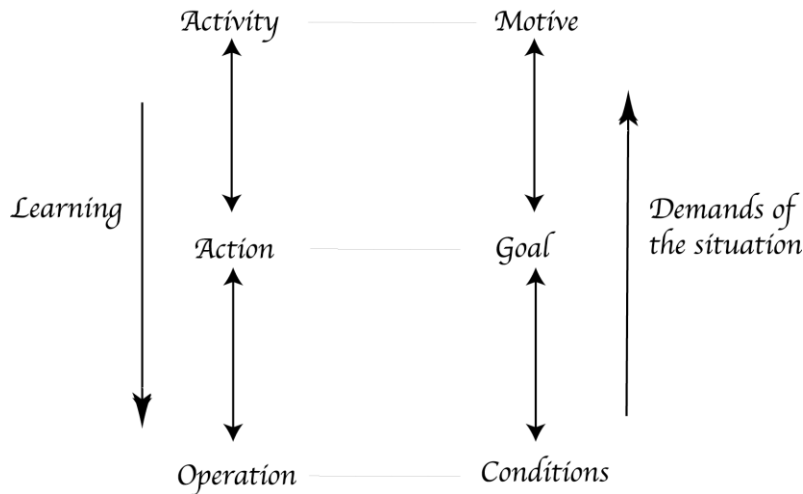 Activity
Motive
Learning
Action
Goal
Demands of
the situation
Operation
Conditions